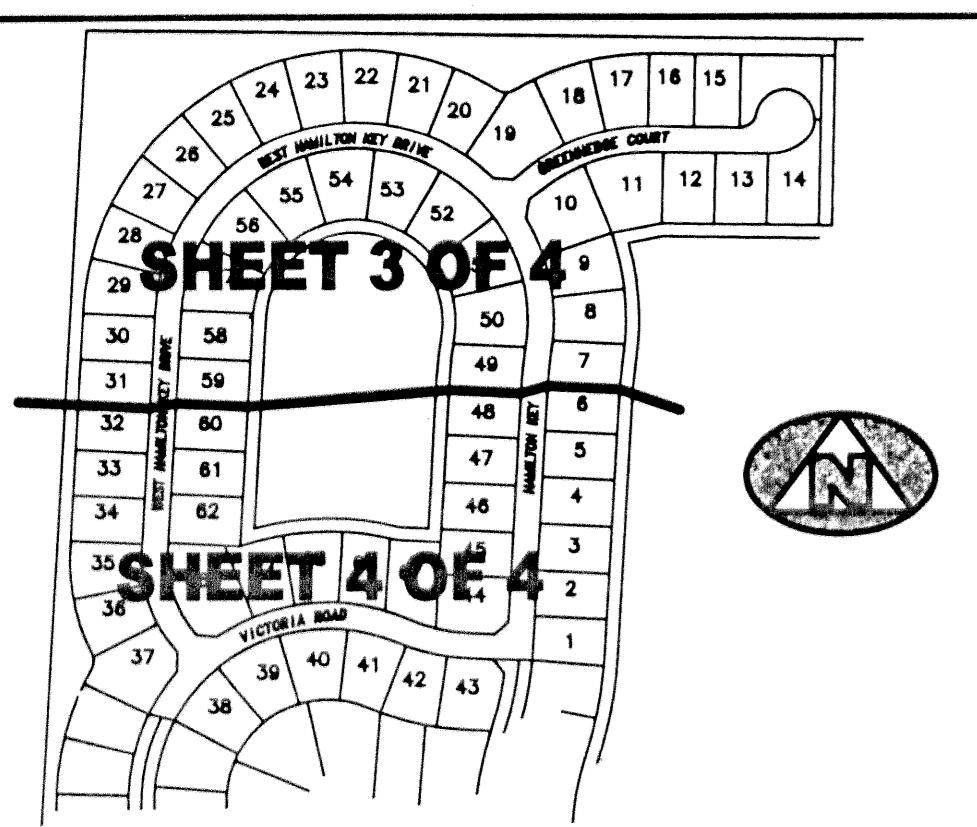 24 23 22 21
25 20
26 19 18 17 16 15
27 WEST HAMILTON KEY DRIVE GREENHEDGE COURT
28 55 54 53 52 10 11 12 13 14
56
SHEET 3 OF 4
29 9
30 58 50 8
31 59 49 7
WEST HAMILTON KEY DRIVE
HAMILTON KEY
32 60 48 6
33 61 47 5
34 62 46 4
35 45 3
SHEET 4 OF 4
36 44 2
VICTORIA ROAD
37 39 40 41 42 43 1
38
N